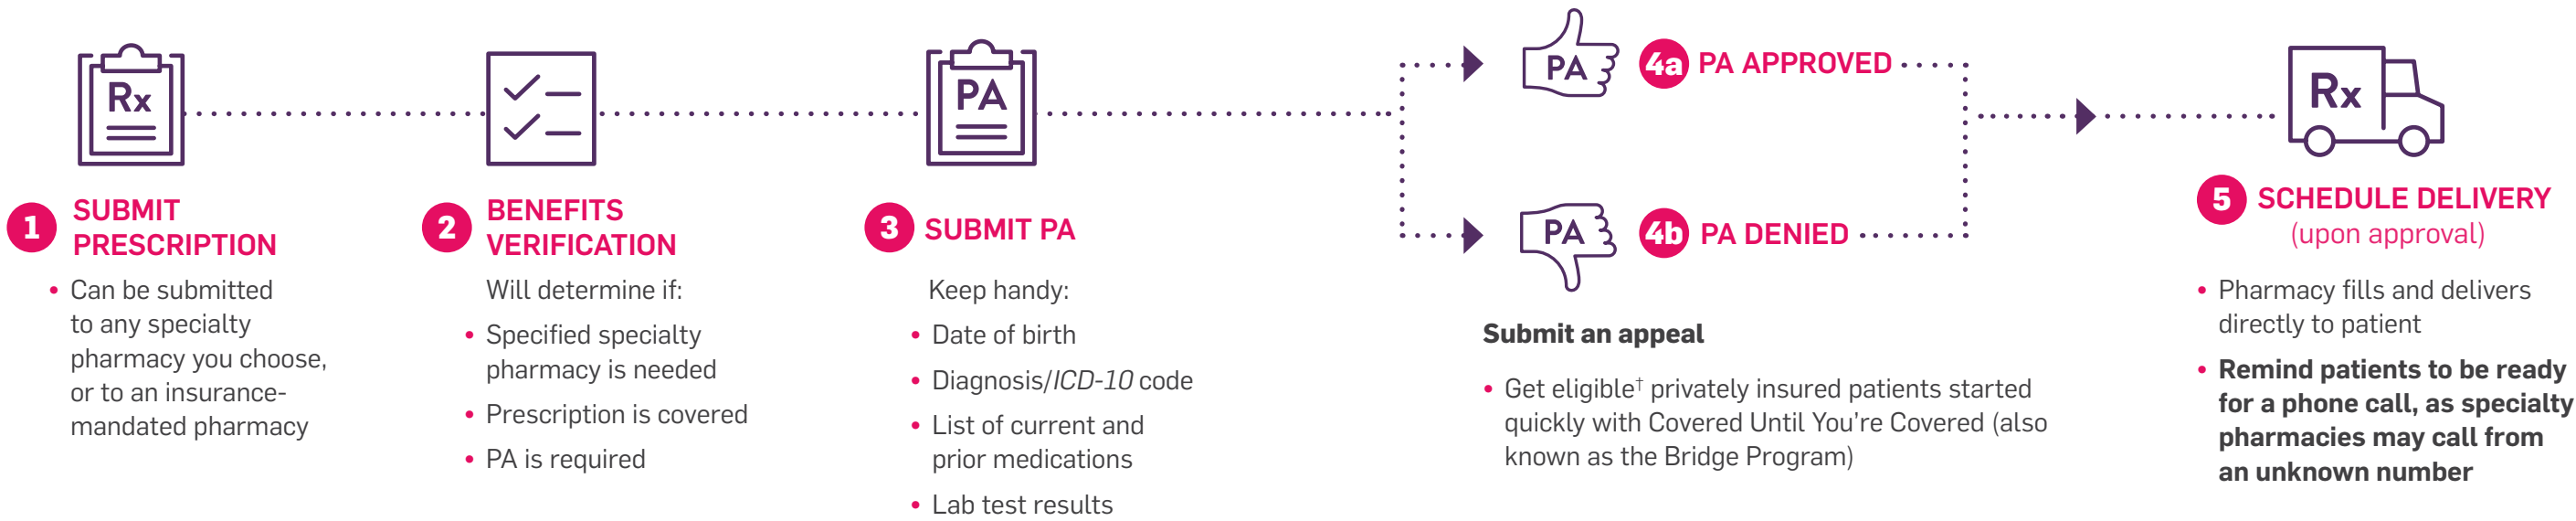 Rx
1 SUBMIT
PRESCRIPTION
• Can be submitted
to any specialty
pharmacy you choose,
or to an insurance-
mandated pharmacy
2 BENEFITS
VERIFICATION
Will determine if:
• Specified specialty
pharmacy is needed
• Prescription is covered
• PA is required
PA
3 SUBMIT PA
Keep handy:
• Date of birth
• Diagnosis/ICD-10 code
• List of current and
prior medications
• Lab test results
PA
4a PA APPROVED
PA
4b PA DENIED
Submit an appeal
• Get eligible† privately insured patients started
quickly with Covered Until You’re Covered (also
known as the Bridge Program)
Rx
5 SCHEDULE DELIVERY
(upon approval)
• Pharmacy fills and delivers
directly to patient
• Remind patients to be ready
for a phone call, as specialty
pharmacies may call from
an unknown number